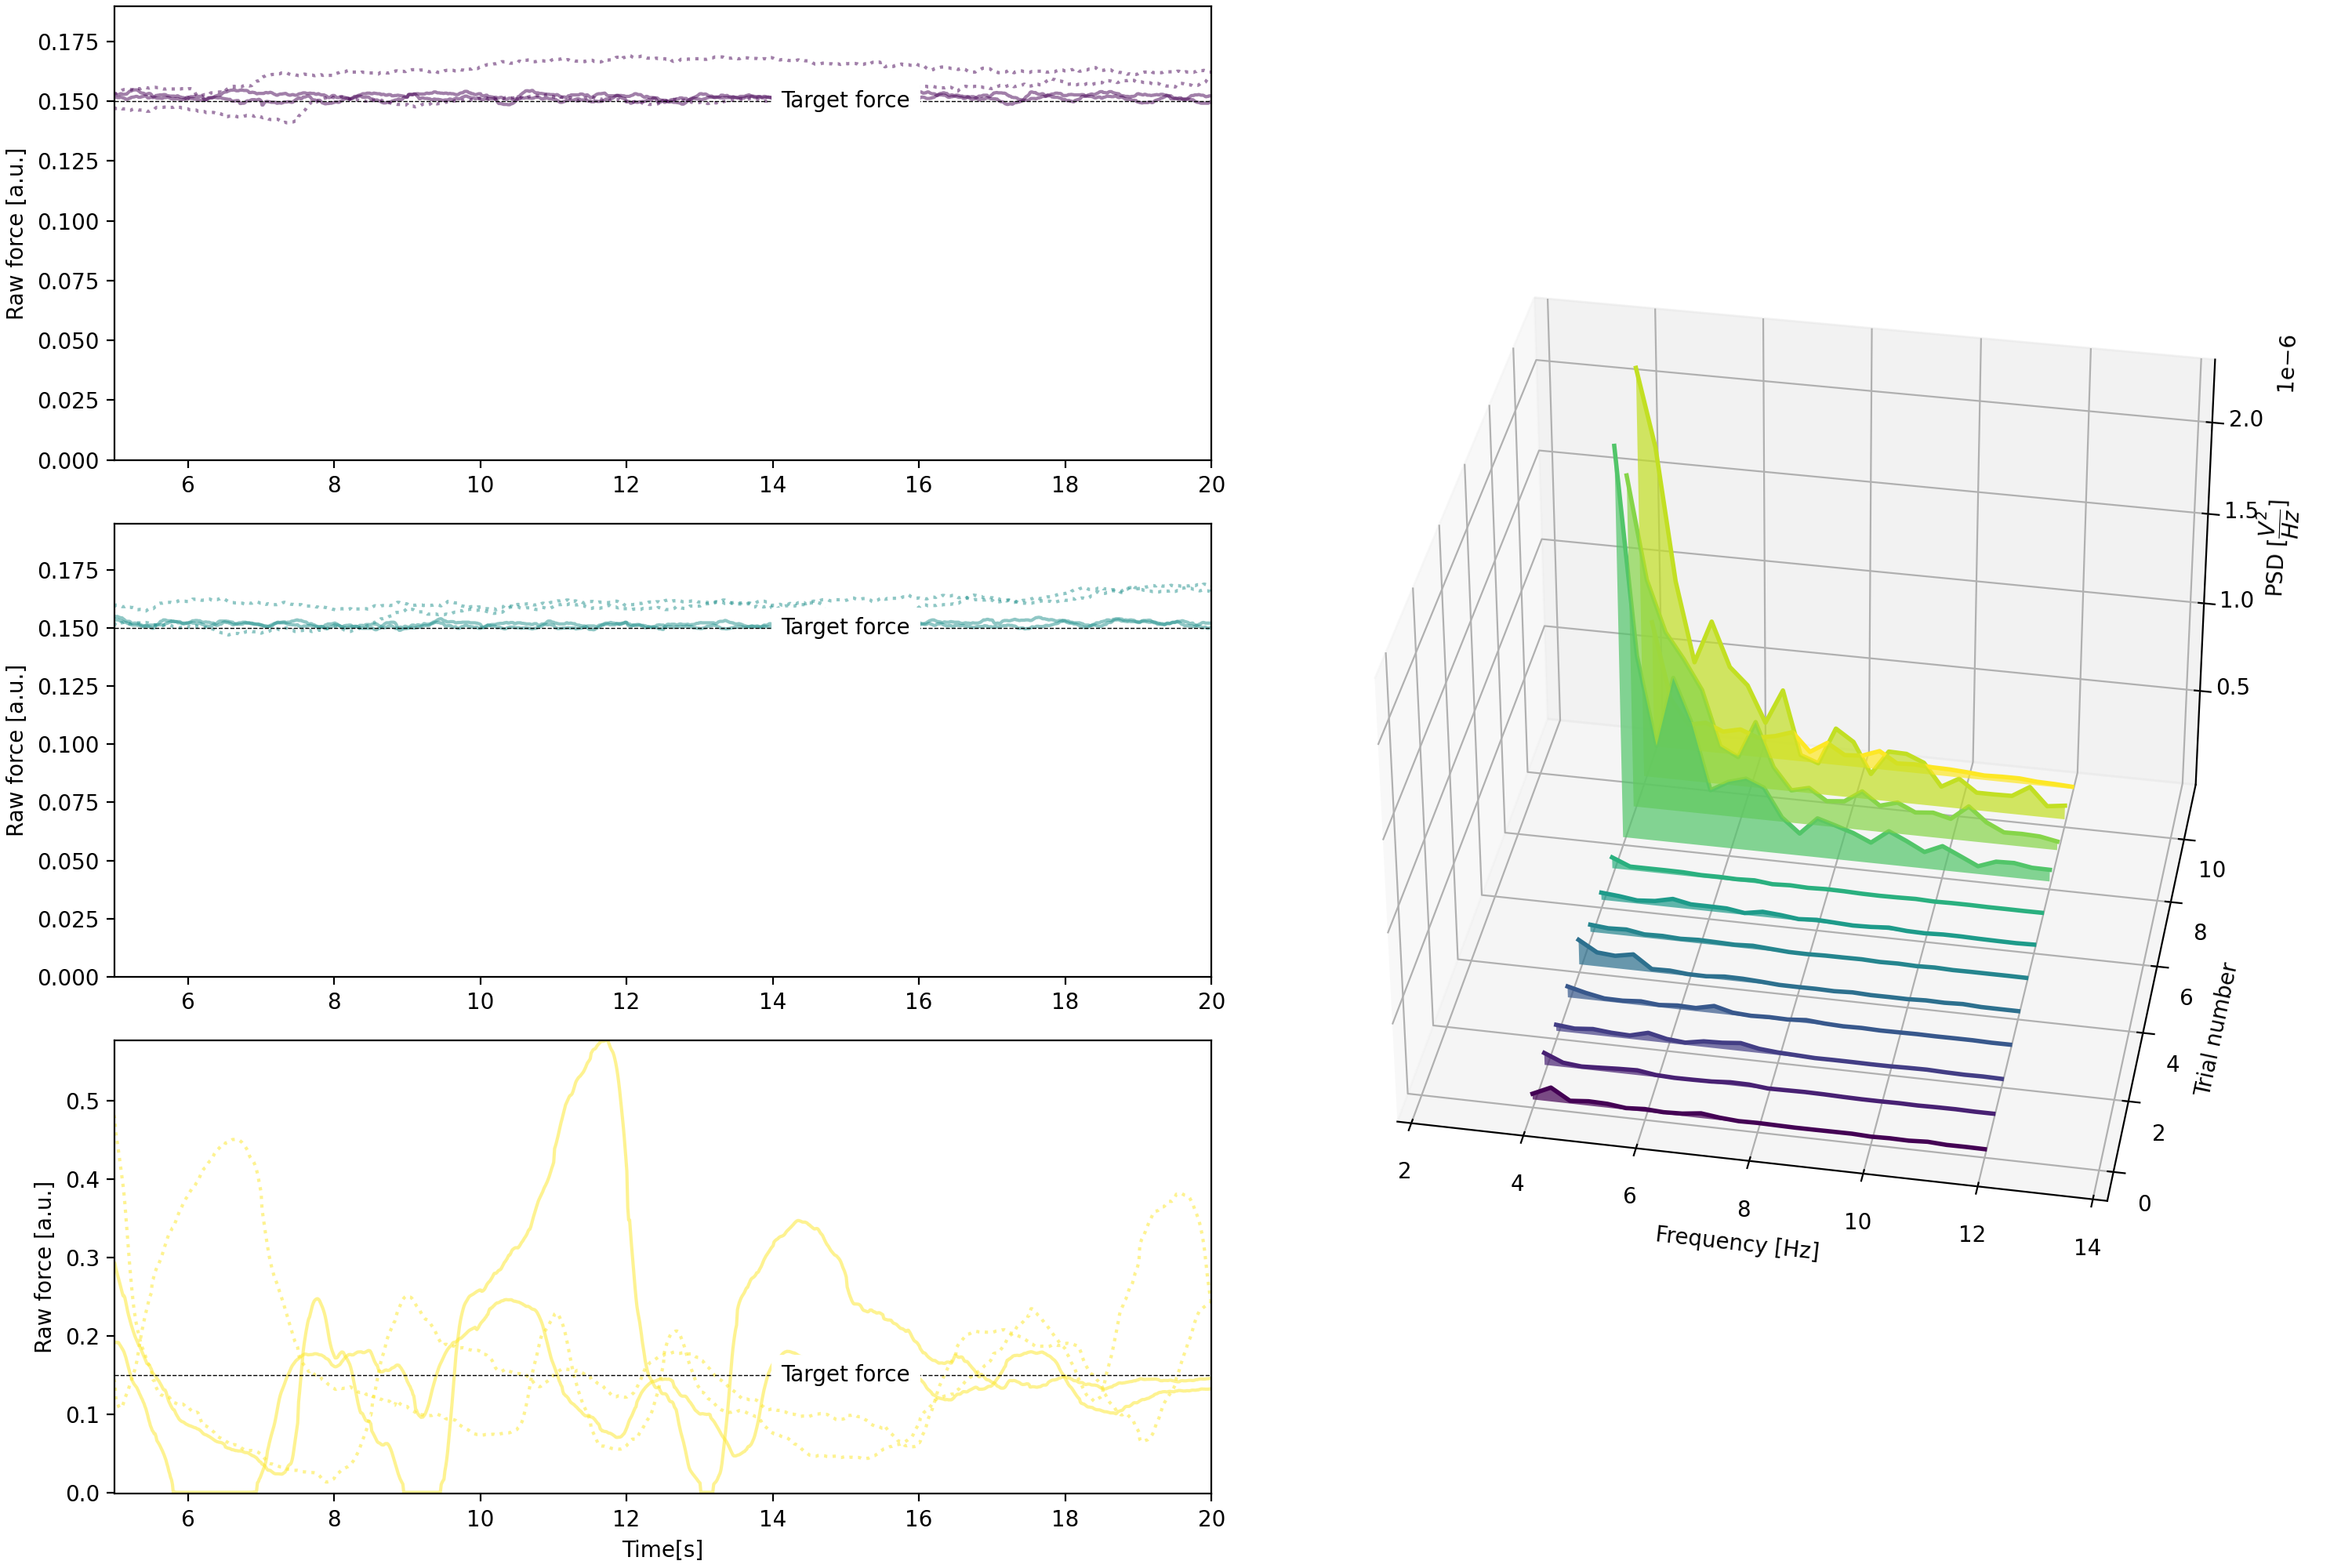 0.175
0.150
0.125
0.100
0.075
0.050
0.025
0.000
Raw force [a.u.]
Target force
6 8 10 12 14 16 18 20
0.175
0.150
0.125
0.100
0.075
0.050
0.025
0.000
Raw force [a.u.]
Target force
6 8 10 12 14 16 18 20
0.5
0.4
0.3
0.2
0.1
0.0
Raw force [a.u.]
Target force
6 8 10 12 14 16 18 20
Time[s]
1e−6
2.0
1.5
1.0
0.5
PSD [V²/Hz]
10
8
6
4
2
0
Trial number
2 4 6 8 10 12 14
Frequency [Hz]